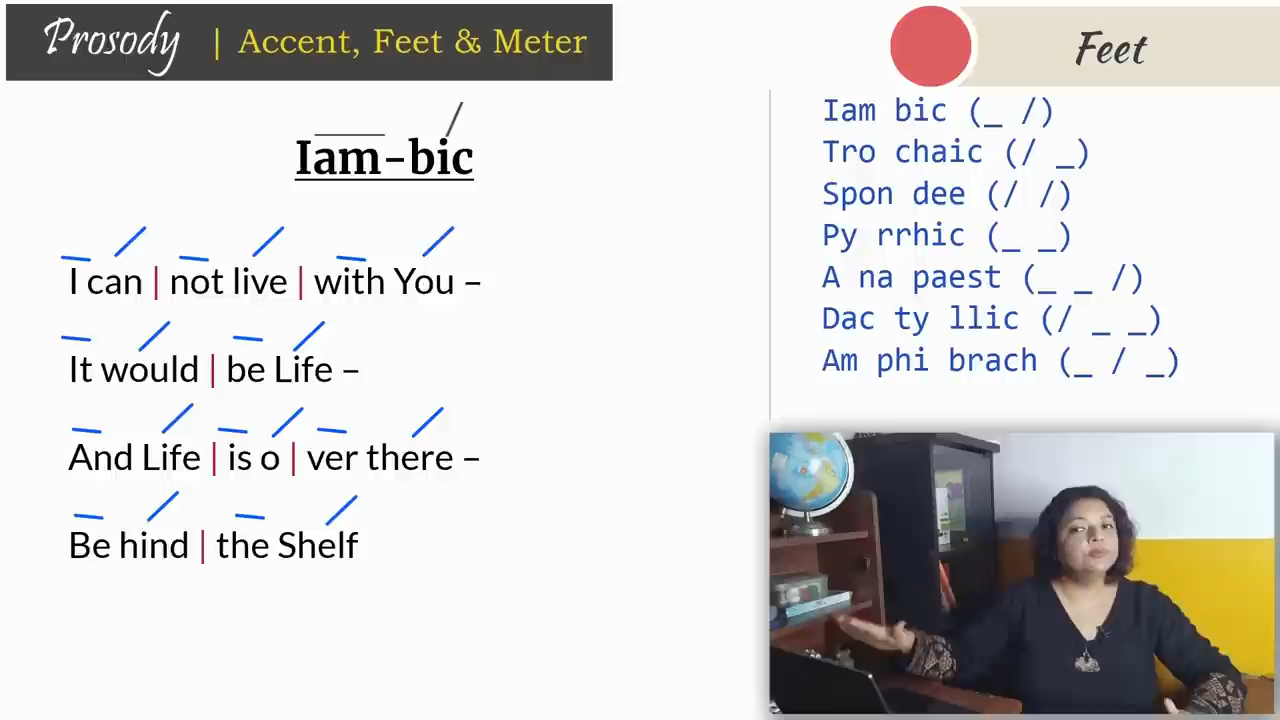 Prosody | Accent, Feet & Meter
Feet
Iam-bic
I can | not live | with You –
It would | be Life –
And Life | is o | ver there –
Be hind | the Shelf
Iam bic (_ /)
Tro chaic (/ _)
Spon dee (/ /)
Py rrhic (_ _)
A na paest (_ _ /)
Dac ty llic (/ _ _)
Am phi brach (_ / _)